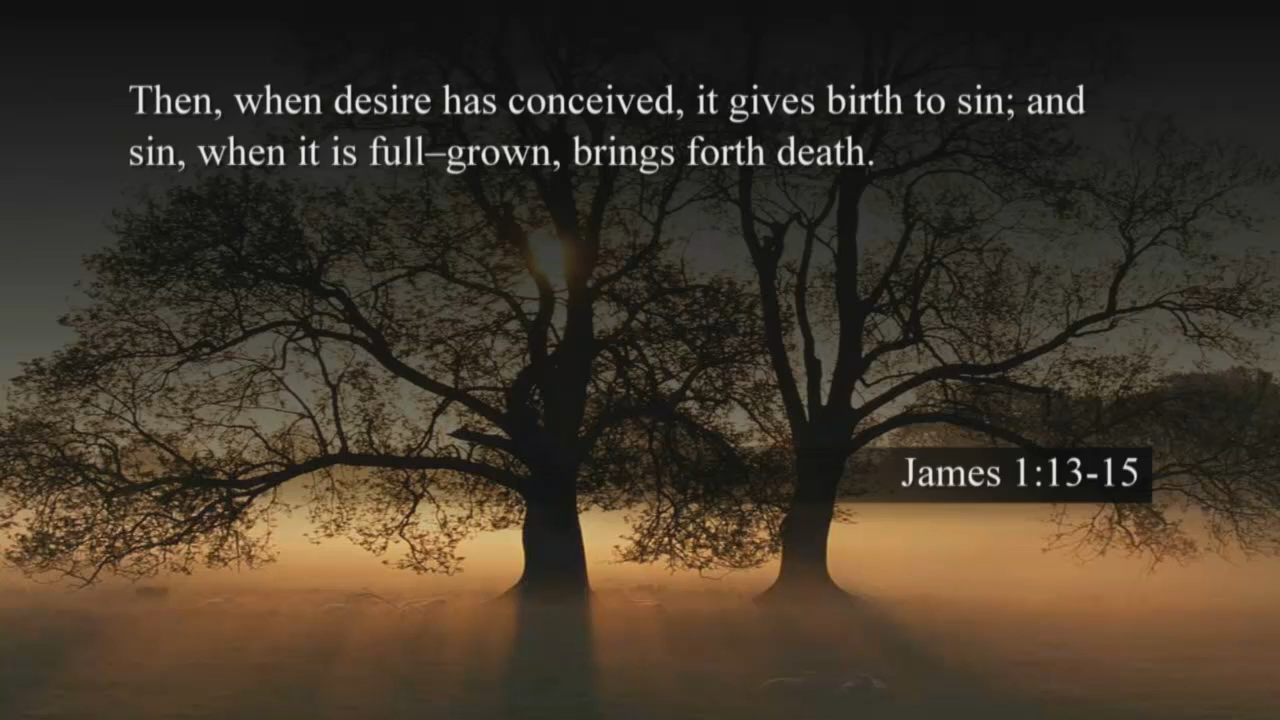 Then, when desire has conceived, it gives birth to sin; and
sin, when it is full–grown, brings forth death.
James 1:13-15